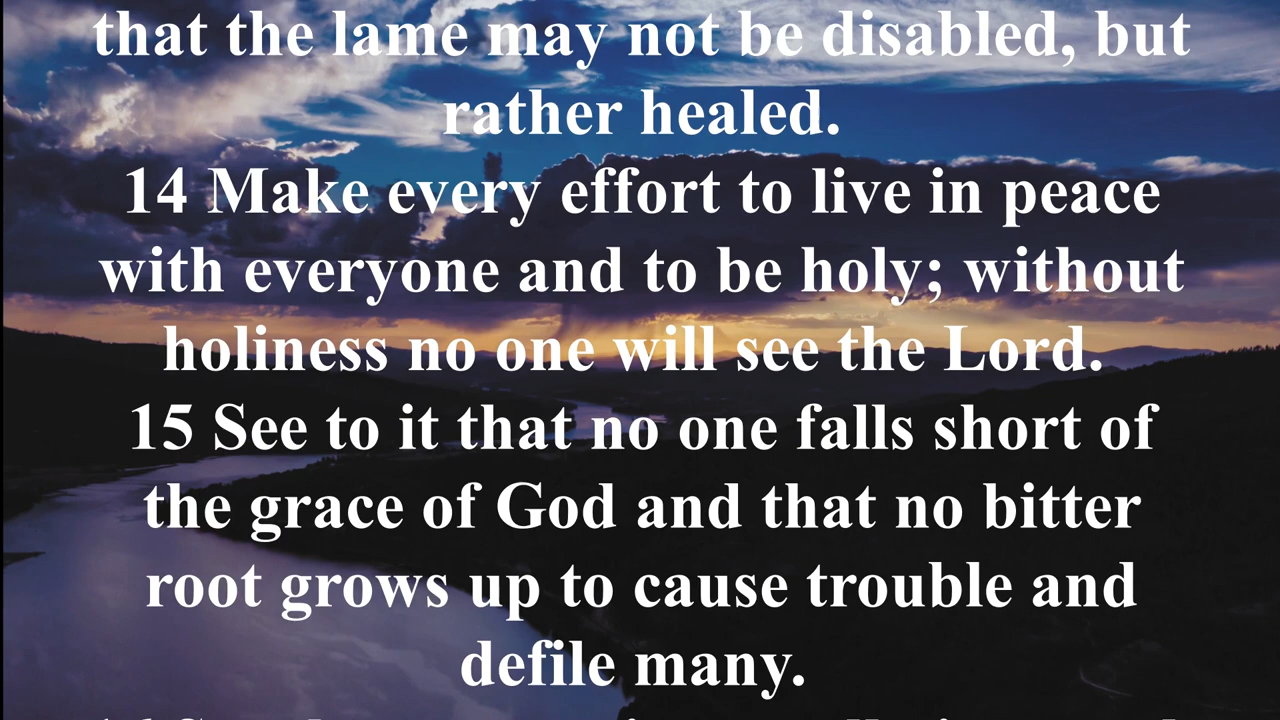 that the lame may not be disabled, but
rather healed.
14 Make every effort to live in peace
with everyone and to be holy; without
holiness no one will see the Lord.
15 See to it that no one falls short of
the grace of God and that no bitter
root grows up to cause trouble and
defile many.